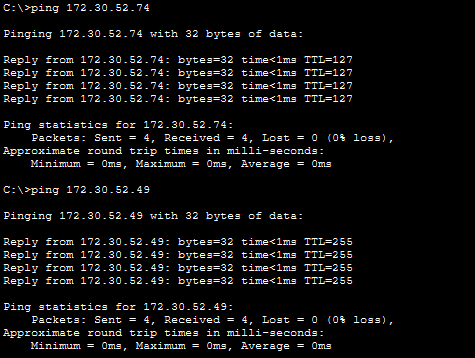 C:\>ping 172.30.52.74
Pinging 172.30.52.74 with 32 bytes of data:
Reply from 172.30.52.74: bytes=32 time<1ms TTL=127
Reply from 172.30.52.74: bytes=32 time<1ms TTL=127
Reply from 172.30.52.74: bytes=32 time<1ms TTL=127
Reply from 172.30.52.74: bytes=32 time<1ms TTL=127
Ping statistics for 172.30.52.74:
    Packets: Sent = 4, Received = 4, Lost = 0 (0% loss),
Approximate round trip times in milli-seconds:
    Minimum = 0ms, Maximum = 0ms, Average = 0ms
C:\>ping 172.30.52.49
Pinging 172.30.52.49 with 32 bytes of data:
Reply from 172.30.52.49: bytes=32 time<1ms TTL=255
Reply from 172.30.52.49: bytes=32 time<1ms TTL=255
Reply from 172.30.52.49: bytes=32 time<1ms TTL=255
Reply from 172.30.52.49: bytes=32 time<1ms TTL=255
Ping statistics for 172.30.52.49:
    Packets: Sent = 4, Received = 4, Lost = 0 (0% loss),
Approximate round trip times in milli-seconds:
    Minimum = 0ms, Maximum = 0ms, Average = 0ms